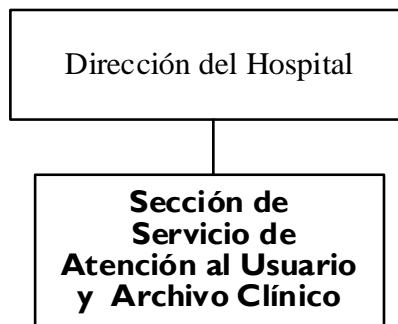 Dirección del Hospital
Sección de
Servicio de
Atención al Usuario
y Archivo Clínico